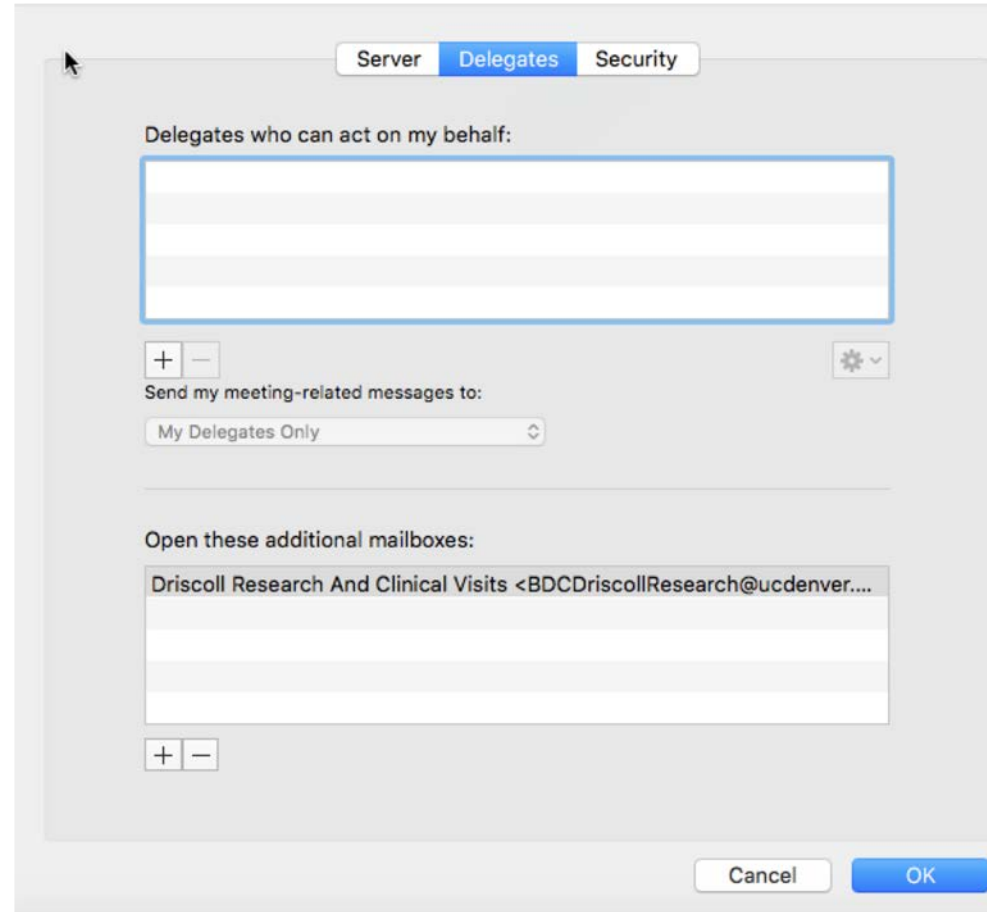 Server Delegates Security
Delegates who can act on my behalf:
+ −
Send my meeting-related messages to:
My Delegates Only
Open these additional mailboxes:
Driscoll Research And Clinical Visits <BDCDriscollResearch@ucdenver....
+ −
Cancel OK